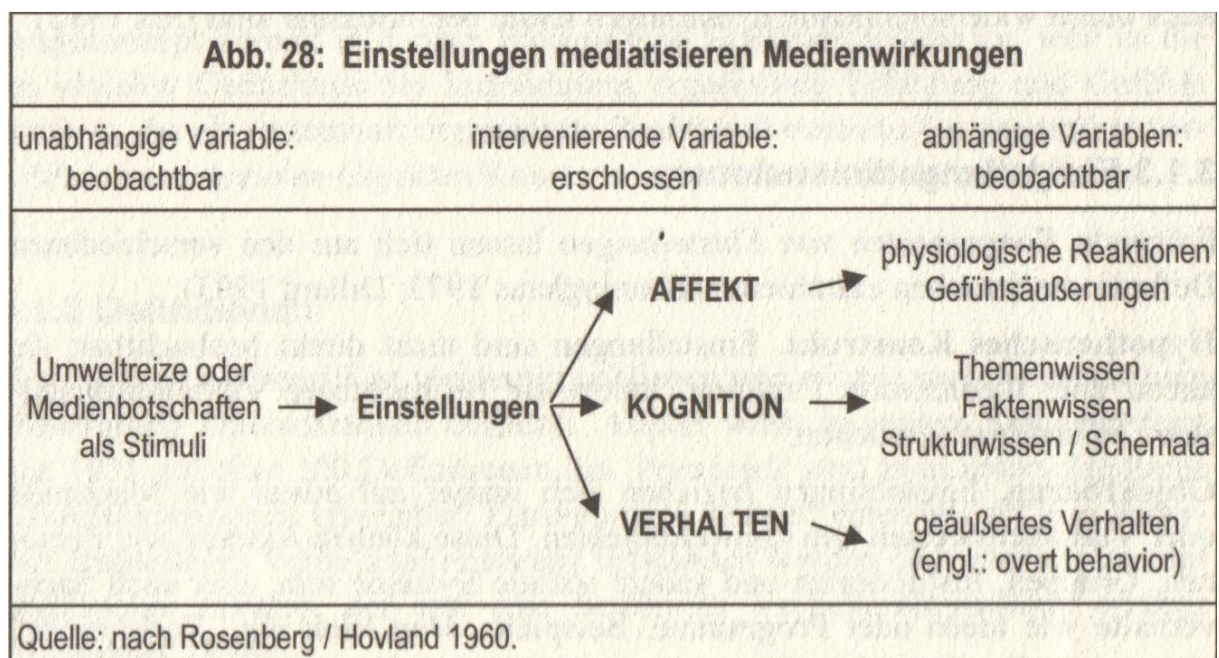 Abb. 28: Einstellungen mediatisieren Medienwirkungen
unabhängige Variable:
beobachtbar
intervenierende Variable:
erschlossen
abhängige Variablen:
beobachtbar
AFFEKT
physiologische Reaktionen
Gefühlsäußerungen
Umweltreize oder
Medienbotschaften
als Stimuli
Einstellungen
KOGNITION
Themenwissen
Faktenwissen
Strukturwissen / Schemata
VERHALTEN
geäußertes Verhalten
(engl.: overt behavior)
Quelle: nach Rosenberg / Hovland 1960.